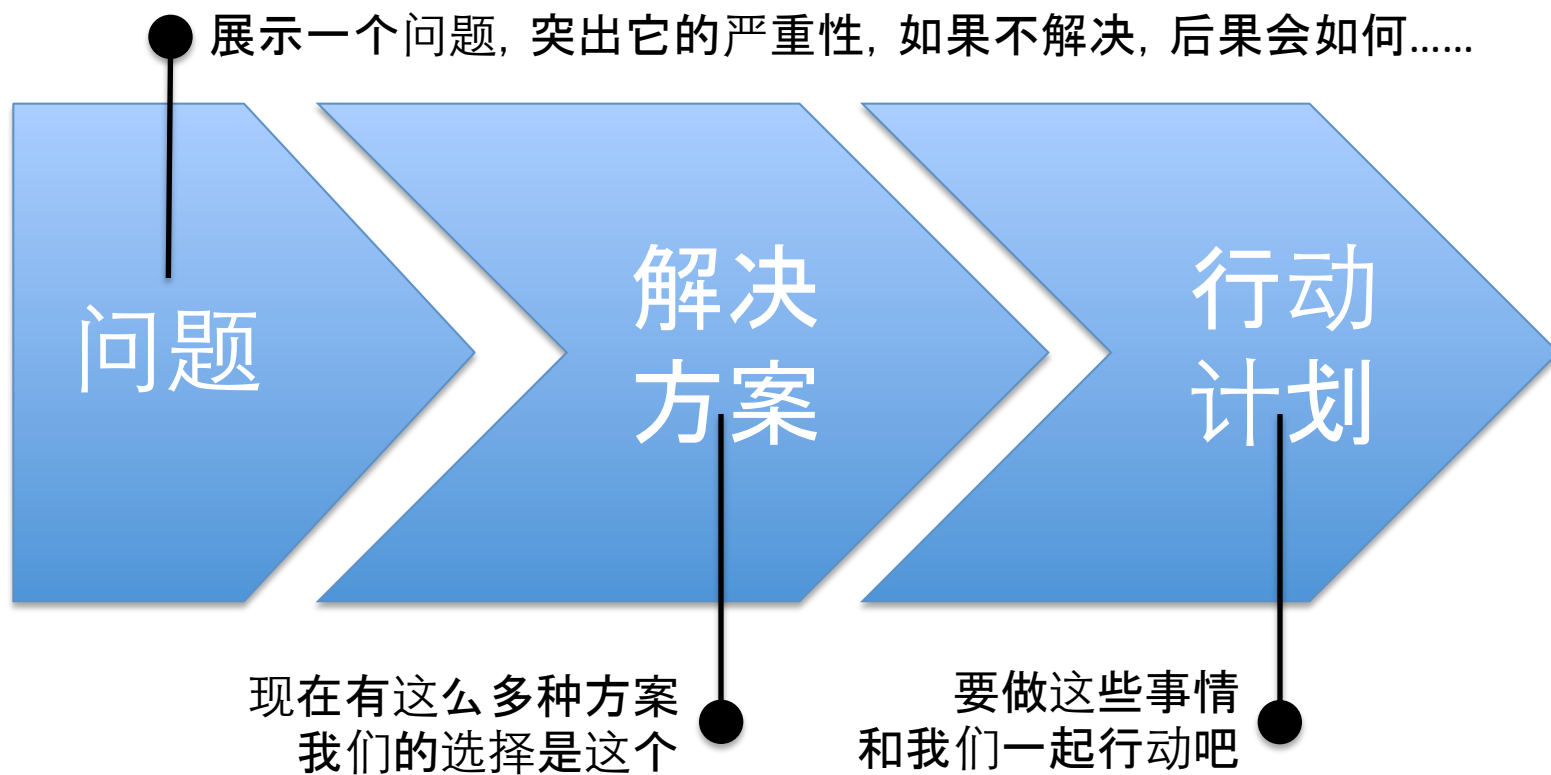 展示一个问题, 突出它的严重性, 如果不解决, 后果会如何......
问题
解决
方案
行动
计划
现在有这么多种方案
我们的选择是这个
要做这些事情
和我们一起行动吧